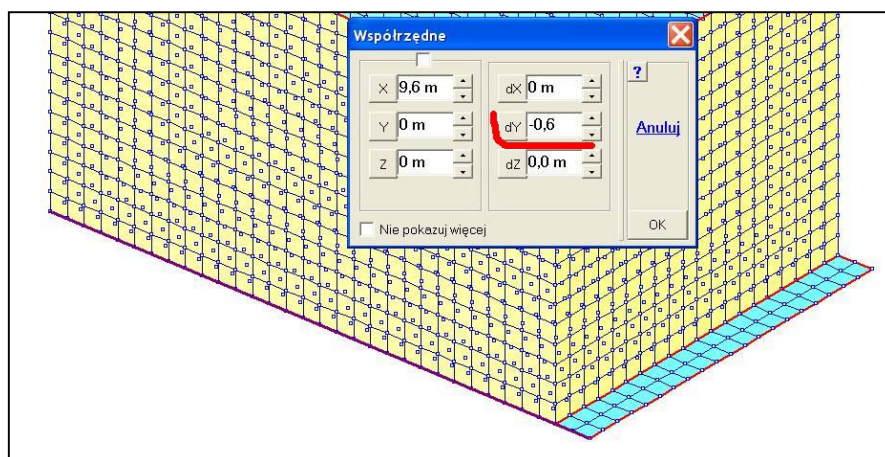 Współrzędne
X 9,6 m
Y 0 m
Z 0 m
dX 0 m
dY -0,6
dZ 0,0 m
?
Anuluj
OK
Nie pokazuj więcej